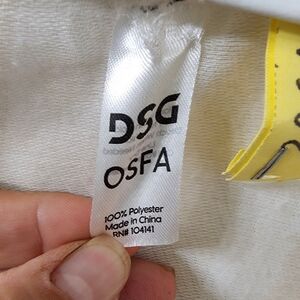 DSG
OSFA
100% Polyester
Made in China
RN# 104141